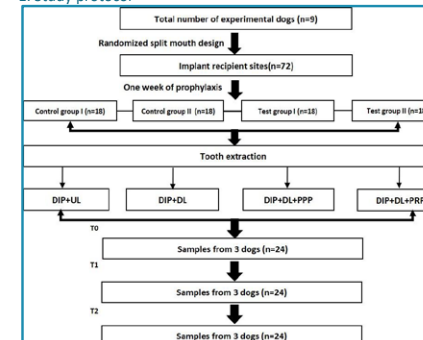 Total number of experimental dogs (n=9)
Randomized split mouth design
Implant recipient sites(n=72)
One week of prophylaxis
Control group I (n=18)
Control group II (n=18)
Test group I (n=18)
Test group II (n=18
Tooth extraction
DIP+UL
DIP+DL
DIP+DL+PPP
DIP+DL+PRF
T0
Samples from 3 dogs (n=24)
T1
Samples from 3 dogs (n=24)
T2
Samples from 3 dogs (n=24)